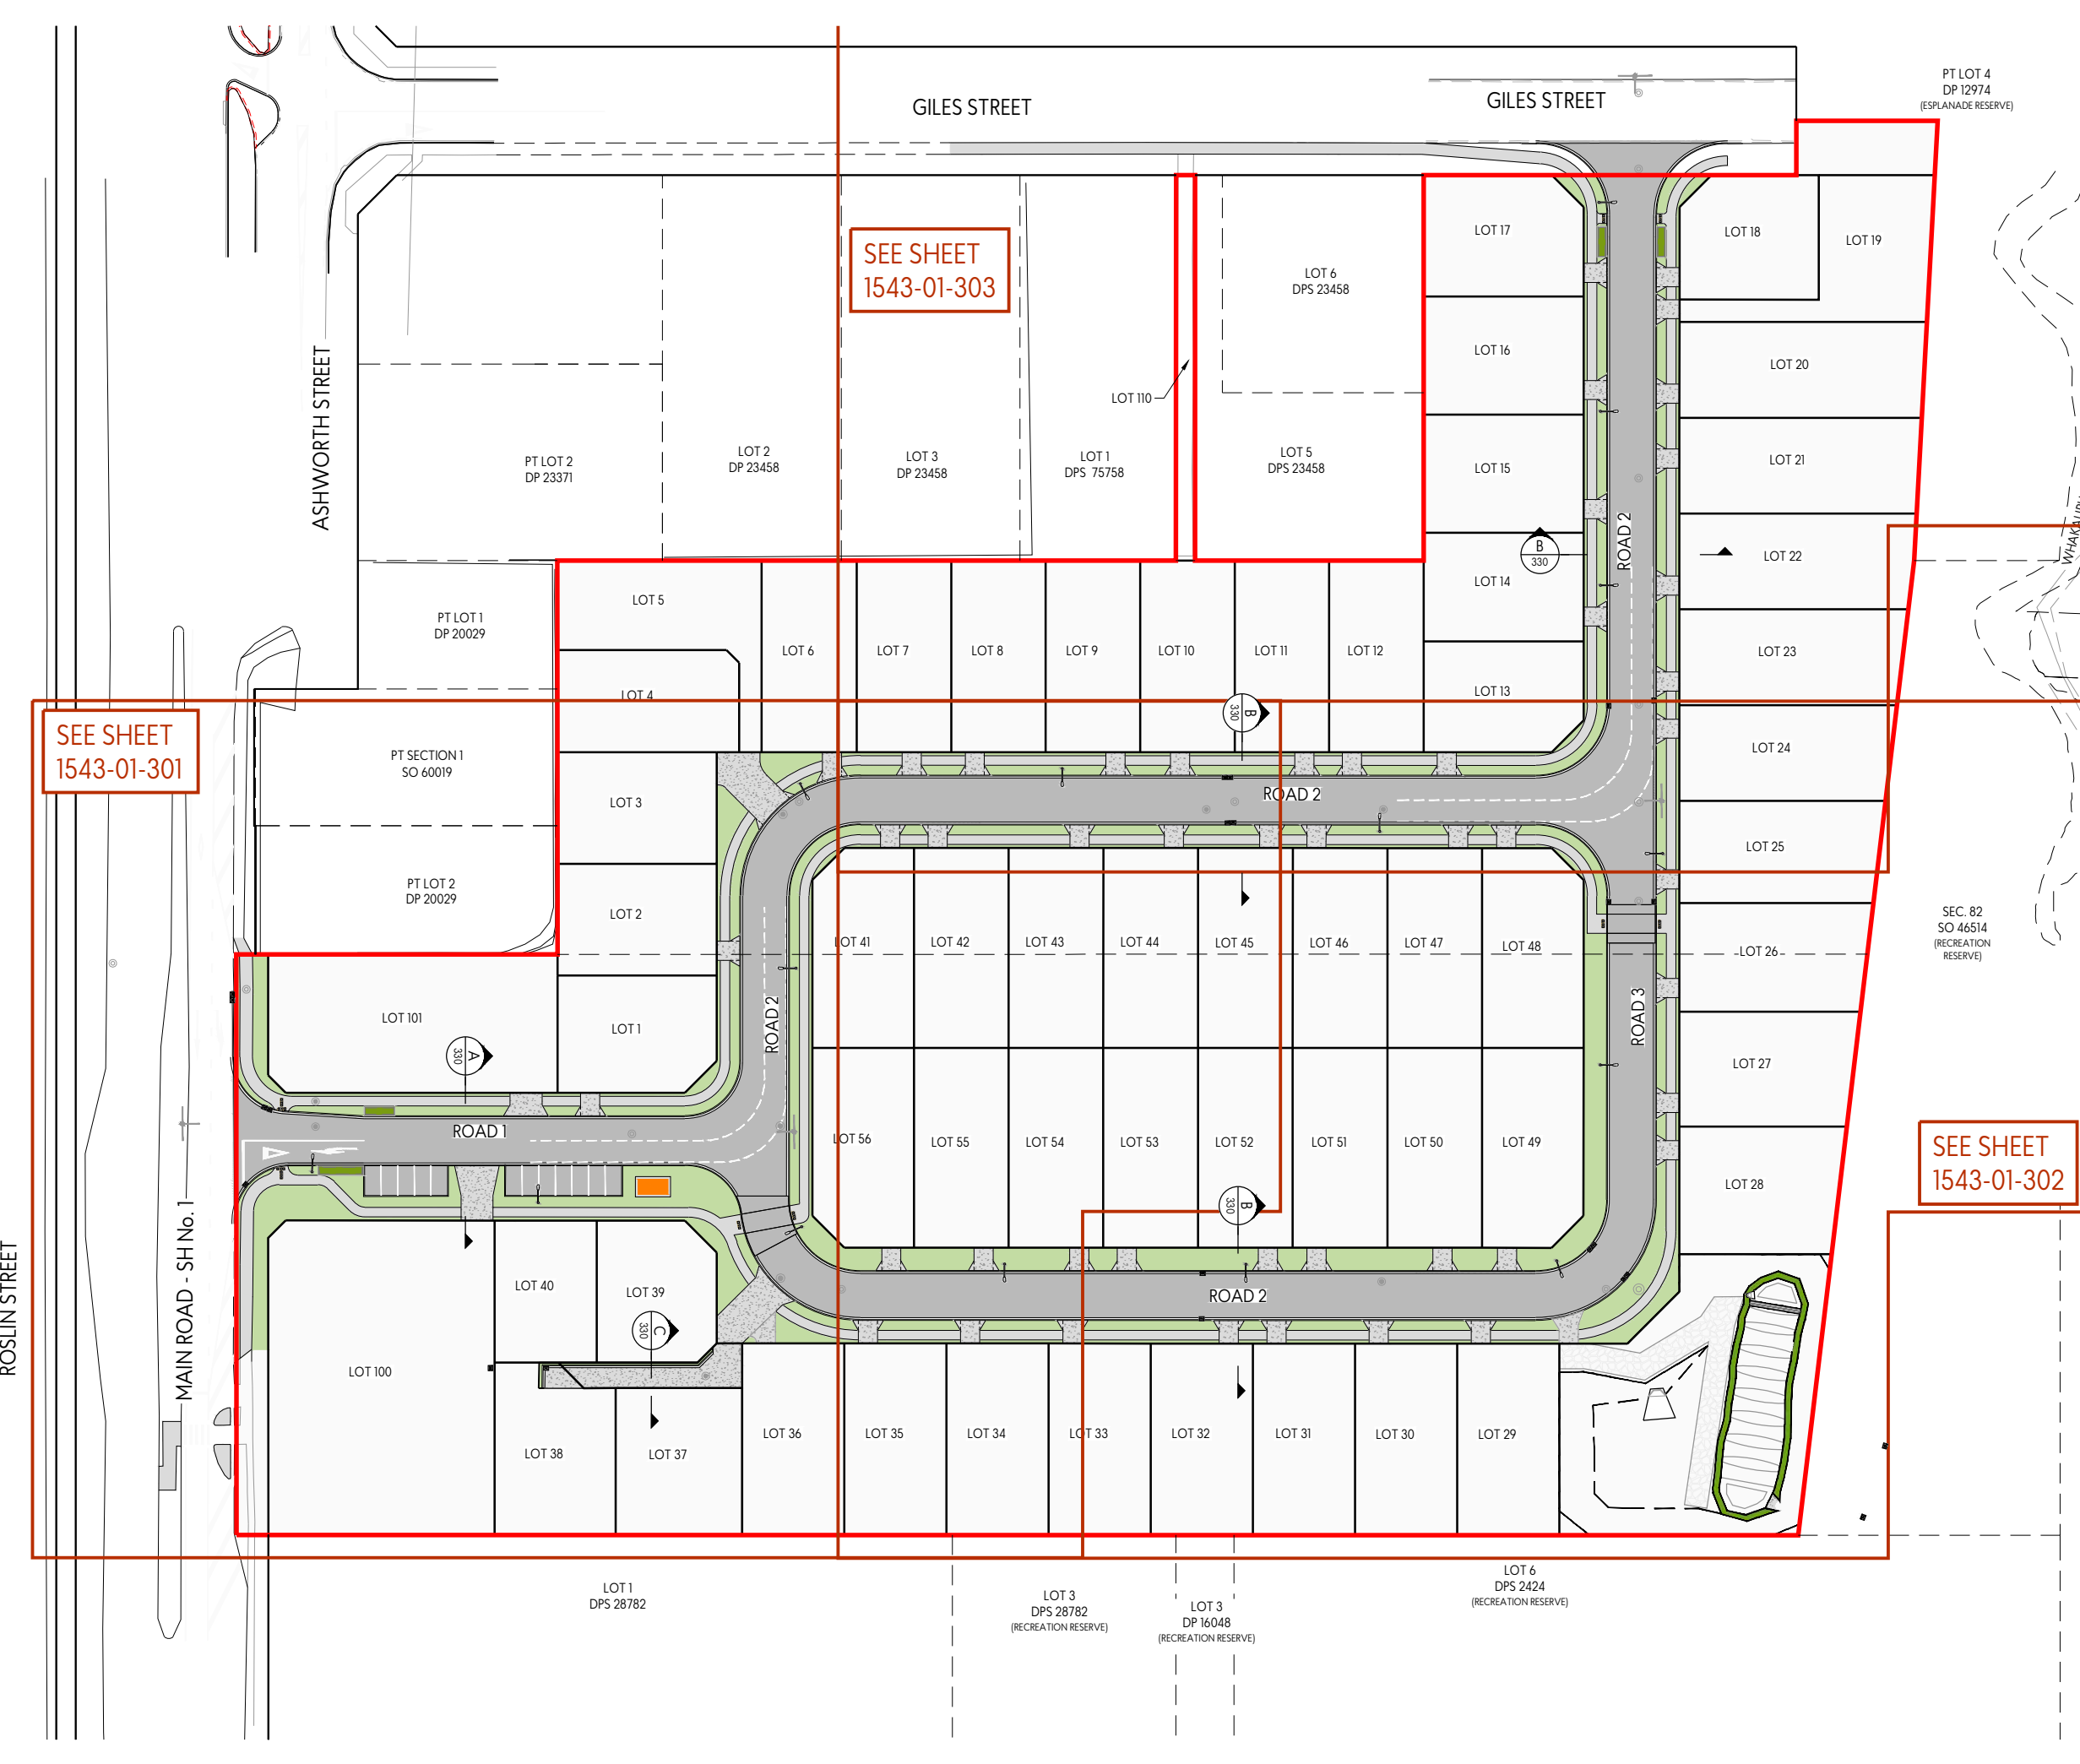 PT LOT 4
DP 12974
(ESPLANADE RESERVE)
GILES STREET
GILES STREET
LOT 17
LOT 18
LOT 19
SEE SHEET
1543-01-303
LOT 6
DPS 23458
LOT 16
LOT 20
LOT 110
ASHWORTH STREET
LOT 2
DP 23458
LOT 3
DP 23458
LOT 1
DPS 75758
LOT 5
DPS 23458
PT LOT 2
DP 23371
LOT 15
LOT 21
ROAD 2
B
330
LOT 22
LOT 14
LOT 5
PT LOT 1
DP 20029
LOT 6
LOT 7
LOT 8
LOT 9
LOT 10
LOT 11
LOT 12
LOT 23
LOT 4
LOT 13
B
330
SEE SHEET
1543-01-301
PT SECTION 1
SO 60019
LOT 24
LOT 3
ROAD 2
LOT 25
PT LOT 2
DP 20029
LOT 2
SEC. 82
SO 46514
(RECREATION
RESERVE)
LOT 41
LOT 42
LOT 43
LOT 44
LOT 45
LOT 46
LOT 47
LOT 48
LOT 26
LOT 101
LOT 1
ROAD 2
ROAD 3
A
330
LOT 27
ROAD 1
LOT 56
LOT 55
LOT 54
LOT 53
LOT 52
LOT 51
LOT 50
LOT 49
SEE SHEET
1543-01-302
LOT 28
B
330
ROSLIN STREET
MAIN ROAD - SH No. 1
LOT 40
LOT 39
ROAD 2
C
330
LOT 100
LOT 38
LOT 37
LOT 36
LOT 35
LOT 34
LOT 33
LOT 32
LOT 31
LOT 30
LOT 29
LOT 1
DPS 28782
LOT 3
DPS 28782
(RECREATION RESERVE)
LOT 3
DP 16048
(RECREATION RESERVE)
LOT 6
DPS 2424
(RECREATION RESERVE)